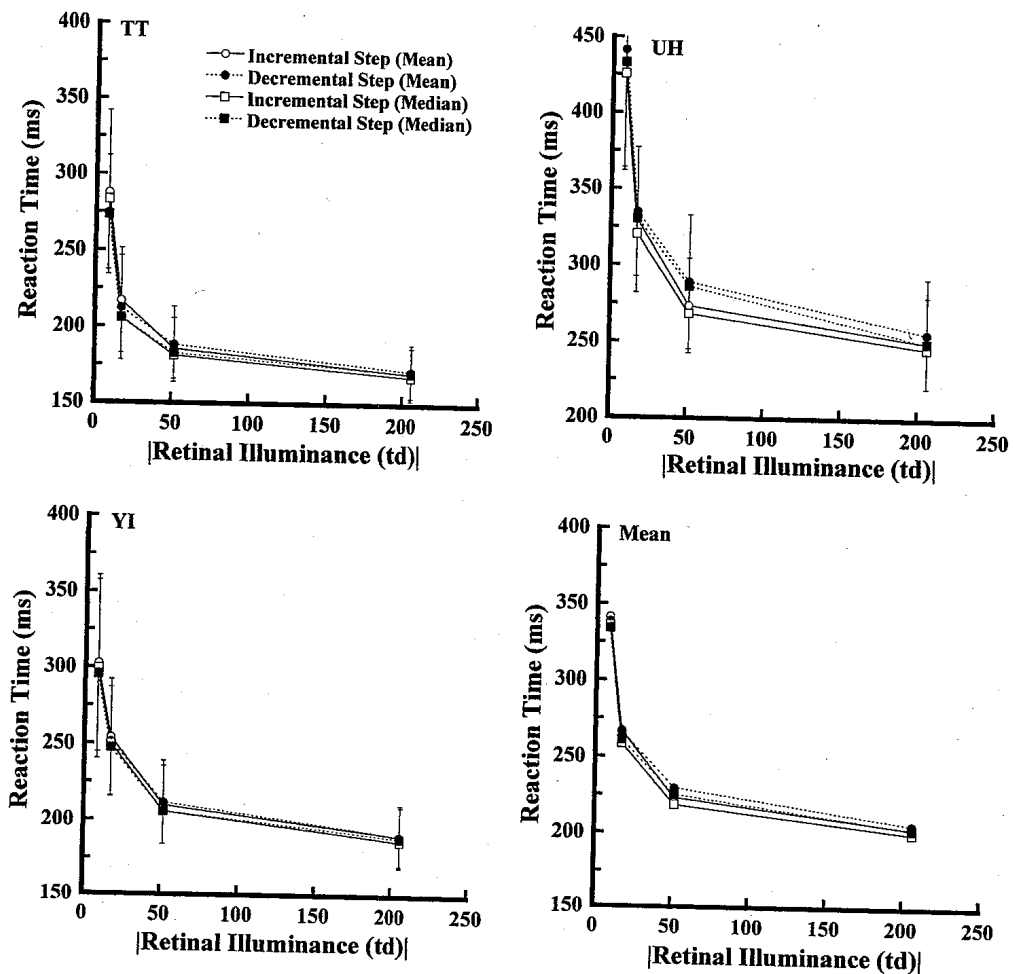 TT
Incremental Step (Mean)
Decremental Step (Mean)
Incremental Step (Median)
Decremental Step (Median)
Reaction Time (ms)
400
350
300
250
200
150
0 50 100 150 200 250
|Retinal Illuminance (td)|
UH
Reaction Time (ms)
450
400
350
300
250
200
0 50 100 150 200 250
|Retinal Illuminance (td)|
YI
Reaction Time (ms)
400
350
300
250
200
150
0 50 100 150 200 250
|Retinal Illuminance (td)|
Mean
Reaction Time (ms)
400
350
300
250
200
150
0 50 100 150 200 250
|Retinal Illuminance (td)|